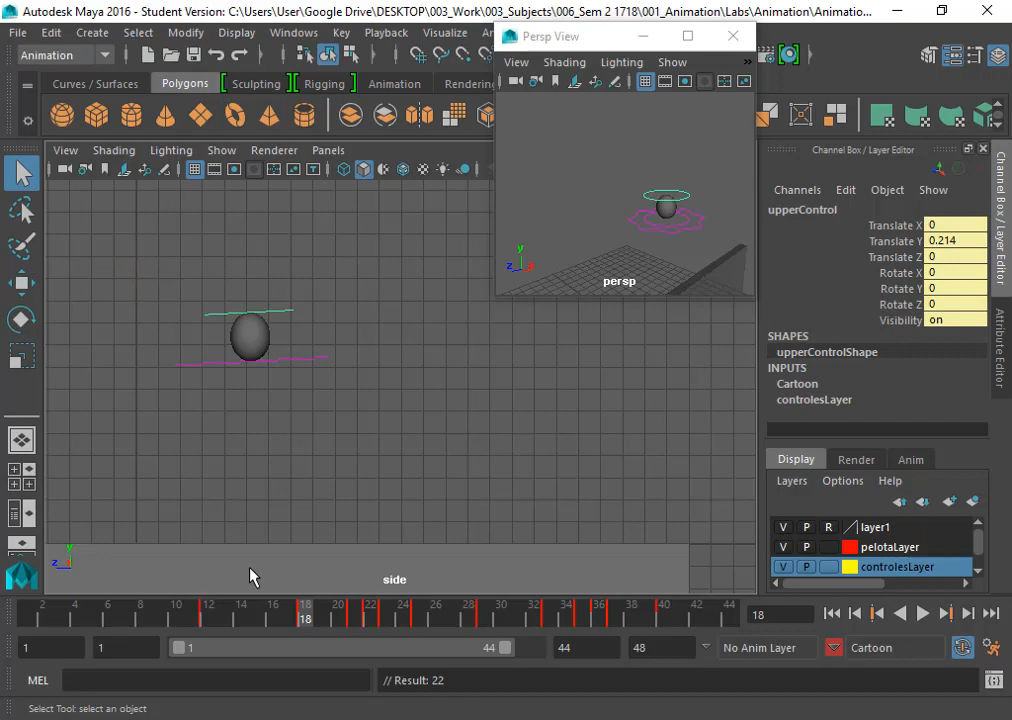 Autodesk Maya 2016 - Student Version: C:\Users\User\Google Drive\DESKTOP\003_Work\003_Subjects\006_Sem 2 1718\001_Animation\Labs\Animation\Animatio...
File Edit Create Select Modify Display Windows Key Playback Visualize
Persp View
Animation
View Shading Lighting Show
Curves / Surfaces Polygons Sculpting Rigging Animation Rendering
View Shading Lighting Show Renderer Panels
Channel Box / Layer Editor
Channels Edit Object Show
upperControl
Translate X 0
Translate Y 0.214
Translate Z 0
Rotate X 0
Rotate Y 0
Rotate Z 0
Visibility on
SHAPES
upperControlShape
INPUTS
Cartoon
controlesLayer
Channel Box / Layer Editor
Attribute Editor
y
z
persp
Display Render Anim
Layers Options Help
V P R layer1
V P pelotaLayer
V P controlesLayer
y
z
side
2 4 6 8 10 12 14 16 18 20 22 24 26 28 30 32 34 36 38 40 42 44
18
18
1 1 1 44 44 48 No Anim Layer Cartoon
MEL // Result: 22
Select Tool: select an object